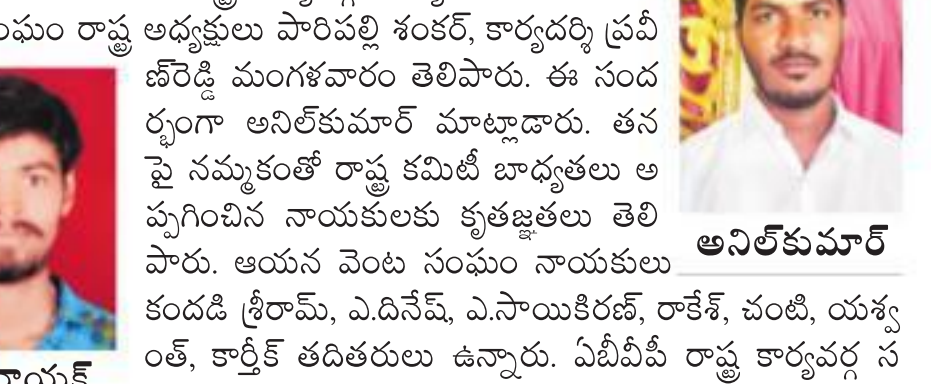 రాష్ట్ర అధ్యక్షులు పారిపల్లి శంకర్, కార్యదర్శి ప్రవీ
ణ్‌రెడ్డి మంగళవారం తెలిపారు. ఈ సంద
ర్భంగా అనిల్‌కుమార్ మాట్లాడారు. తన
పై నమ్మకంతో రాష్ట్ర కమిటీ బాధ్యతలు అ
ప్పగించిన నాయకులకు కృతజ్ఞతలు తెలి
పారు. ఆయన వెంట సంఘం నాయకులు
కందడి శ్రీరామ్, ఎ.దినేష్, ఎ.సాయికిరణ్, రాకేశ్, చంటి, యశ్వ
ంత్, కార్తీక్ తదితరులు ఉన్నారు. ఏబీవీపీ రాష్ట్ర కార్యవర్గ స
అనిల్‌కుమార్